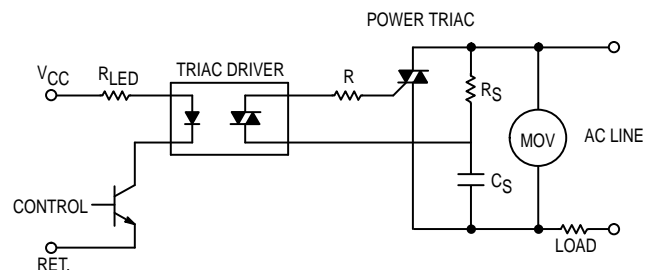 POWER TRIAC
VCC
RLED
TRIAC DRIVER
R
RS
MOV
AC LINE
CS
CONTROL
LOAD
RET.